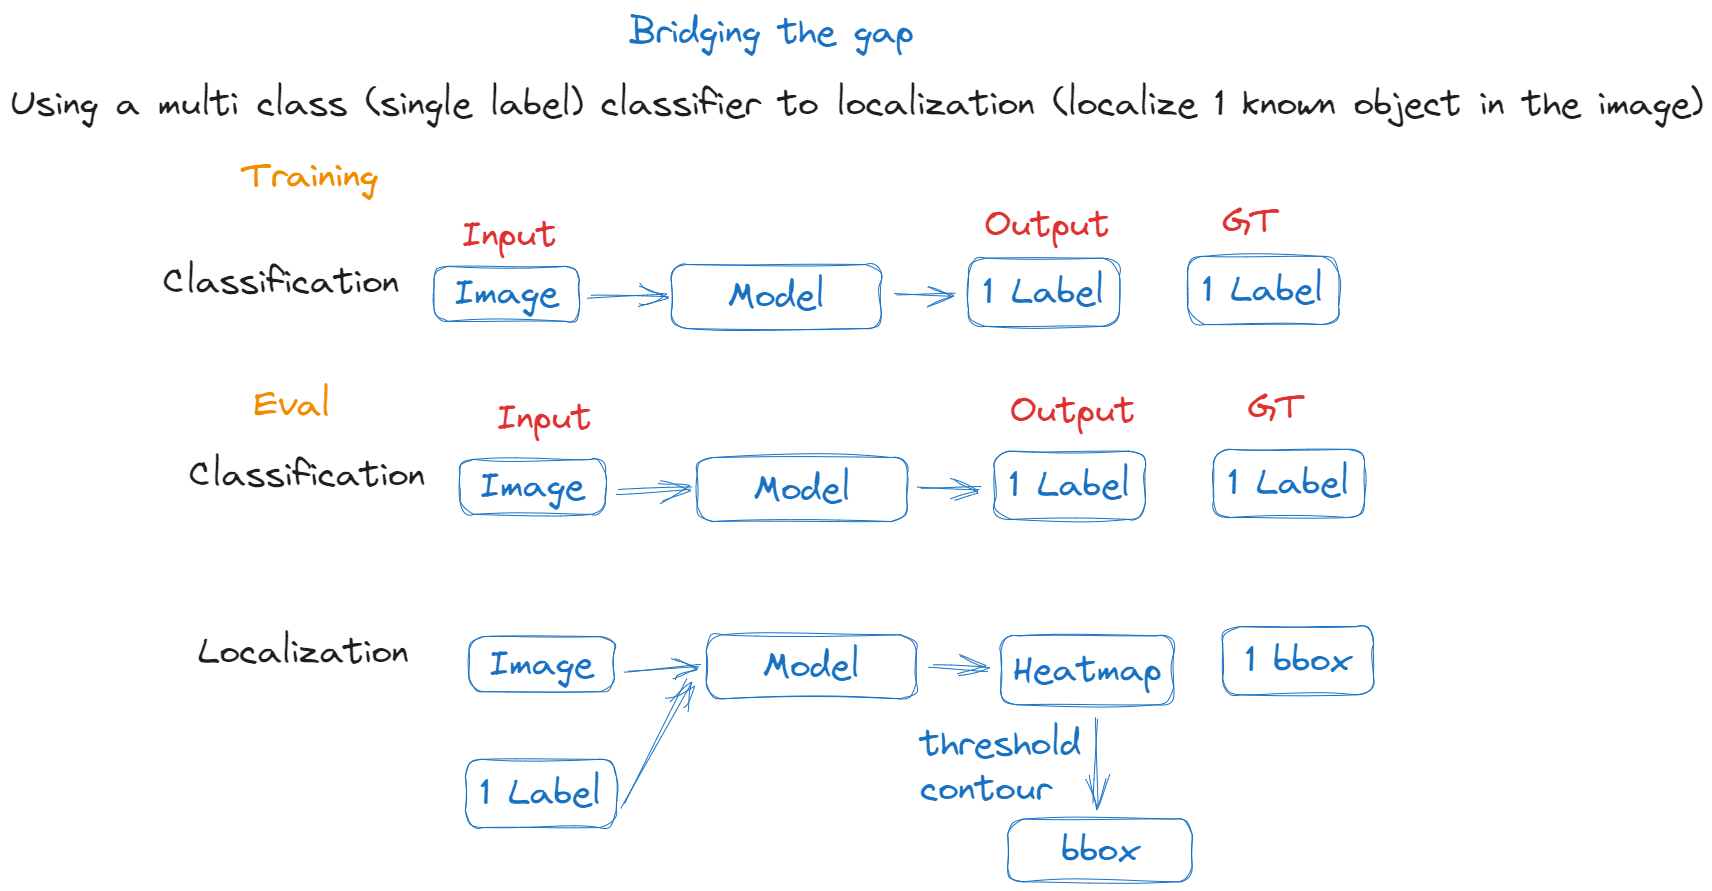 Bridging the gap
Using a multi class (single label) classifier to localization (localize 1 known object in the image)
Training
Input
Output
GT
Classification
Image
Model
1 Label
1 Label
Eval
Input
Output
GT
Classification
Image
Model
1 Label
1 Label
Localization
Image
Model
Heatmap
1 bbox
1 Label
threshold
contour
bbox